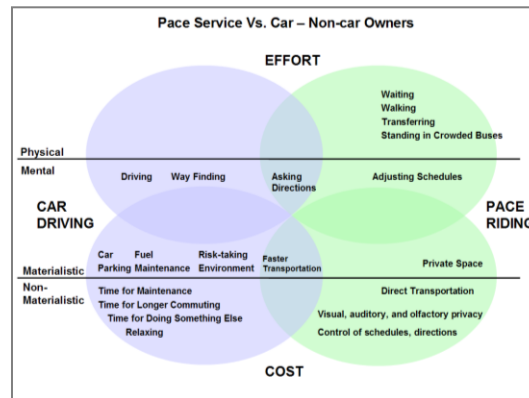 Pace Service Vs. Car – Non-car Owners
EFFORT
Waiting
Walking
Transferring
Standing in Crowded Buses
Physical
Mental
Driving Way Finding Asking Directions Adjusting Schedules
CAR DRIVING
PACE RIDING
Car Fuel Risk-taking Faster
Parking Maintenance Environment Transportation
Private Space
Materialistic
Non-Materialistic
Time for Maintenance
Direct Transportation
Time for Longer Commuting
Time for Doing Something Else
Visual, auditory, and olfactory privacy
Relaxing
Control of schedules, directions
COST